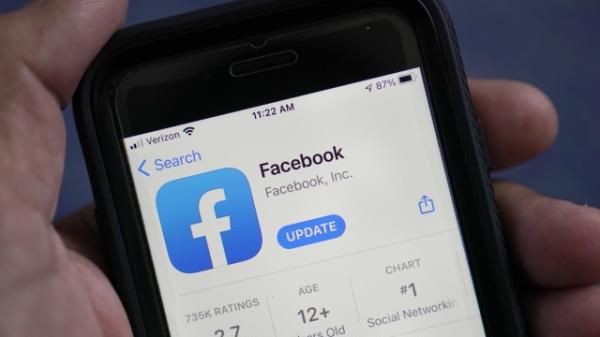 Verizon
11:22 AM
87%
Search
Facebook
Facebook, Inc.
UPDATE
735K RATINGS
AGE
12+
CHART
#1
Social Networkin